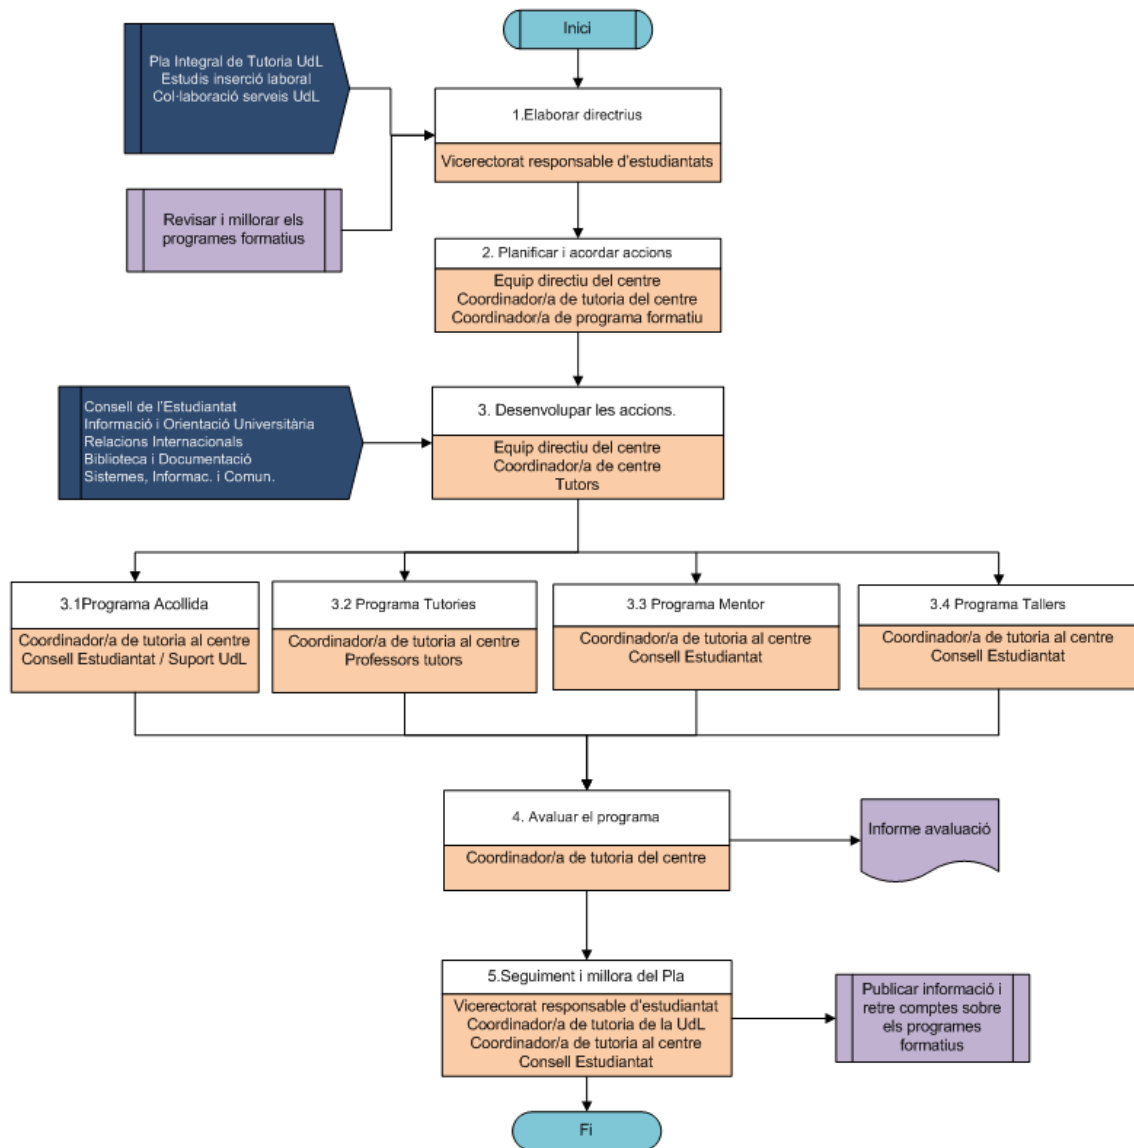 Inici
Pla Integral de Tutoria UdL
Estudis inserció laboral
Col·laboració serveis UdL
1.Elaborar directrius
Vicerectorat responsable d'estudiantats
Revisar i millorar els
programes formatius
2. Planificar i acordar accions
Equip directiu del centre
Coordinador/a de tutoria del centre
Coordinador/a de programa formatiu
Consell de l'Estudiantat
Informació i Orientació Universitària
Relacions Internacionals
Biblioteca i Documentació
Sistemes, Informac. i Comun.
3. Desenvolupar les accions.
Equip directiu del centre
Coordinador/a de centre
Tutors
3.1Programa Acollida
Coordinador/a de tutoria al centre
Consell Estudiantat / Suport UdL
3.2 Programa Tutories
Coordinador/a de tutoria al centre
Professors tutors
3.3 Programa Mentor
Coordinador/a de tutoria al centre
Consell Estudiantat
3.4 Programa Tallers
Coordinador/a de tutoria al centre
Consell Estudiantat
4. Avaluar el programa
Coordinador/a de tutoria del centre
Informe avaluació
5.Seguiment i millora del Pla
Vicerectorat responsable d'estudiantat
Coordinador/a de tutoria de la UdL
Coordinador/a de tutoria al centre
Consell Estudiantat
Publicar informació i
retre comptes sobre
els programes
formatius
Fi